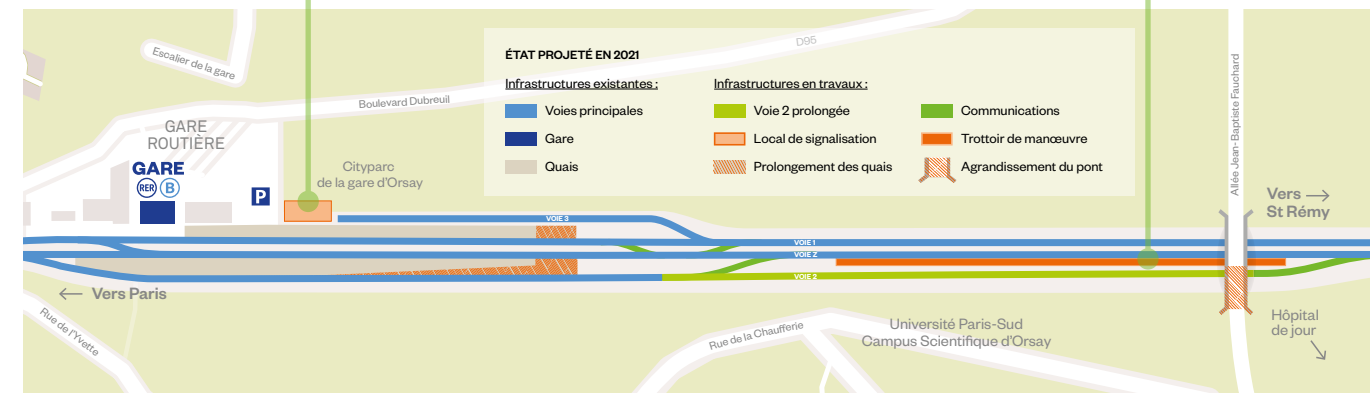 D95
Escalier de la gare
Boulevard Dubreuil
ÉTAT PROJETÉ EN 2021
Infrastructures existantes :
Voies principales
Gare
Quais
Infrastructures en travaux :
Voie 2 prolongée
Local de signalisation
Prolongement des quais
Communications
Trottoir de manœuvre
Agrandissement du pont
Allée Jean-Baptiste Fauchard
GARE
ROUTIÈRE
GARE
RER B
P
Cityparc
de la gare d'Orsay
Vers →
St Rémy
VOIE 3
VOIE 1
VOIE Z
VOIE 2
← Vers Paris
Rue de l'Yvette
Rue de la Chaufferie
Université Paris-Sud
Campus Scientifique d'Orsay
Hôpital
de jour